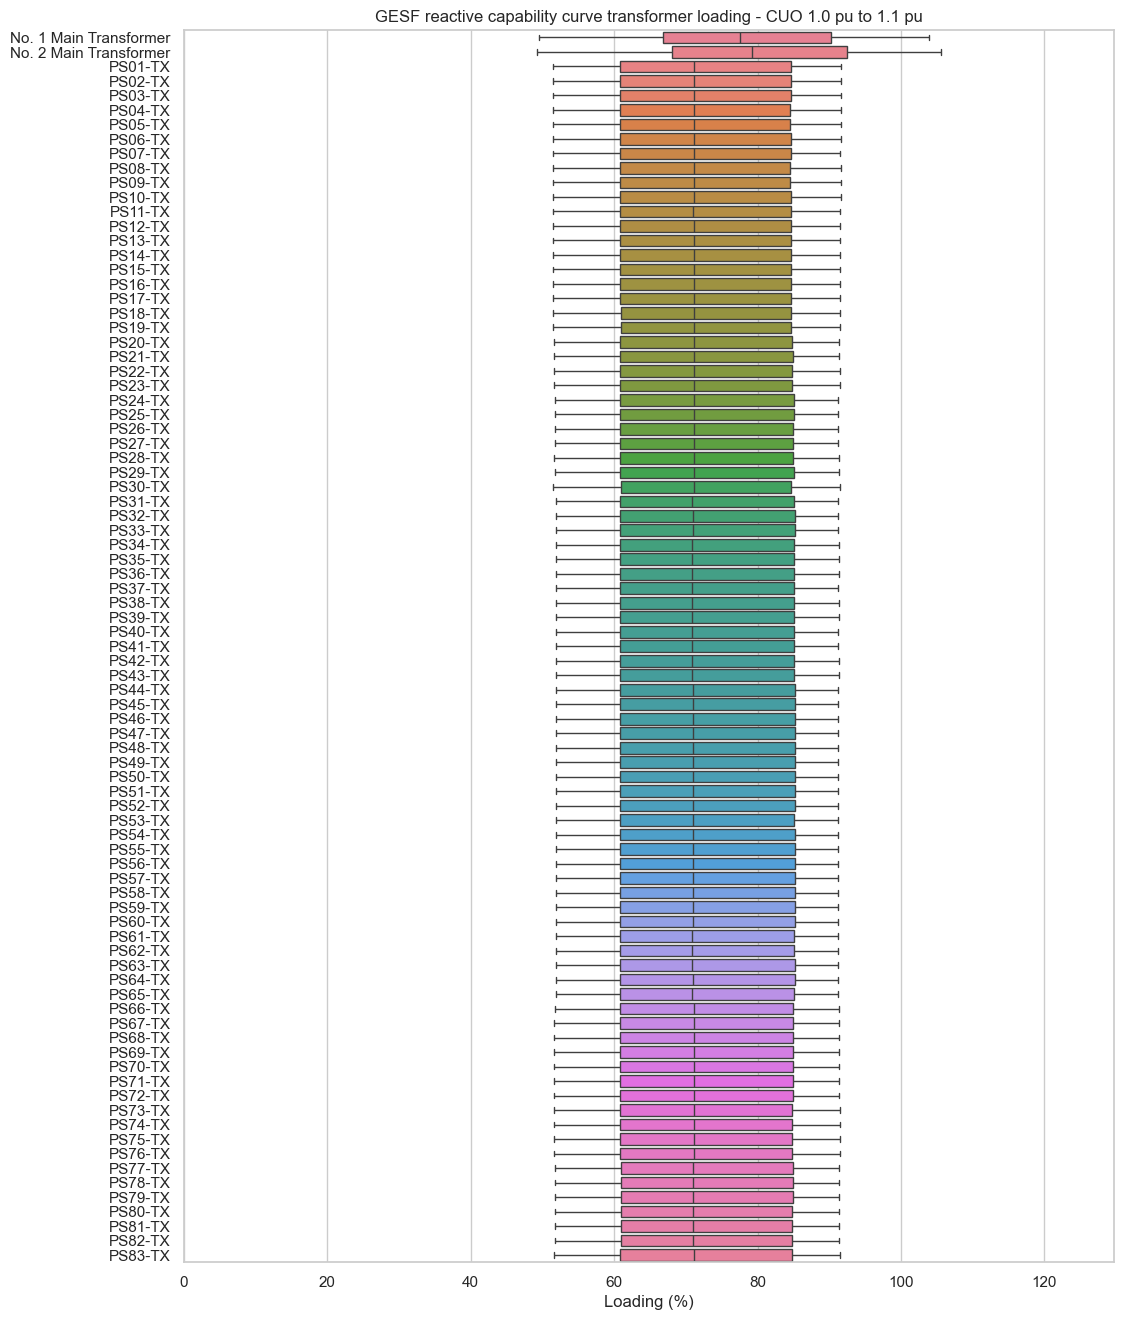 GESF reactive capability curve transformer loading - CUO 1.0 pu to 1.1 pu
No. 1 Main Transformer
No. 2 Main Transformer
PS01-TX
PS02-TX
PS03-TX
PS04-TX
PS05-TX
PS06-TX
PS07-TX
PS08-TX
PS09-TX
PS10-TX
PS11-TX
PS12-TX
PS13-TX
PS14-TX
PS15-TX
PS16-TX
PS17-TX
PS18-TX
PS19-TX
PS20-TX
PS21-TX
PS22-TX
PS23-TX
PS24-TX
PS25-TX
PS26-TX
PS27-TX
PS28-TX
PS29-TX
PS30-TX
PS31-TX
PS32-TX
PS33-TX
PS34-TX
PS35-TX
PS36-TX
PS37-TX
PS38-TX
PS39-TX
PS40-TX
PS41-TX
PS42-TX
PS43-TX
PS44-TX
PS45-TX
PS46-TX
PS47-TX
PS48-TX
PS49-TX
PS50-TX
PS51-TX
PS52-TX
PS53-TX
PS54-TX
PS55-TX
PS56-TX
PS57-TX
PS58-TX
PS59-TX
PS60-TX
PS61-TX
PS62-TX
PS63-TX
PS64-TX
PS65-TX
PS66-TX
PS67-TX
PS68-TX
PS69-TX
PS70-TX
PS71-TX
PS72-TX
PS73-TX
PS74-TX
PS75-TX
PS76-TX
PS77-TX
PS78-TX
PS79-TX
PS80-TX
PS81-TX
PS82-TX
PS83-TX
0 20 40 60 80 100 120
Loading (%)